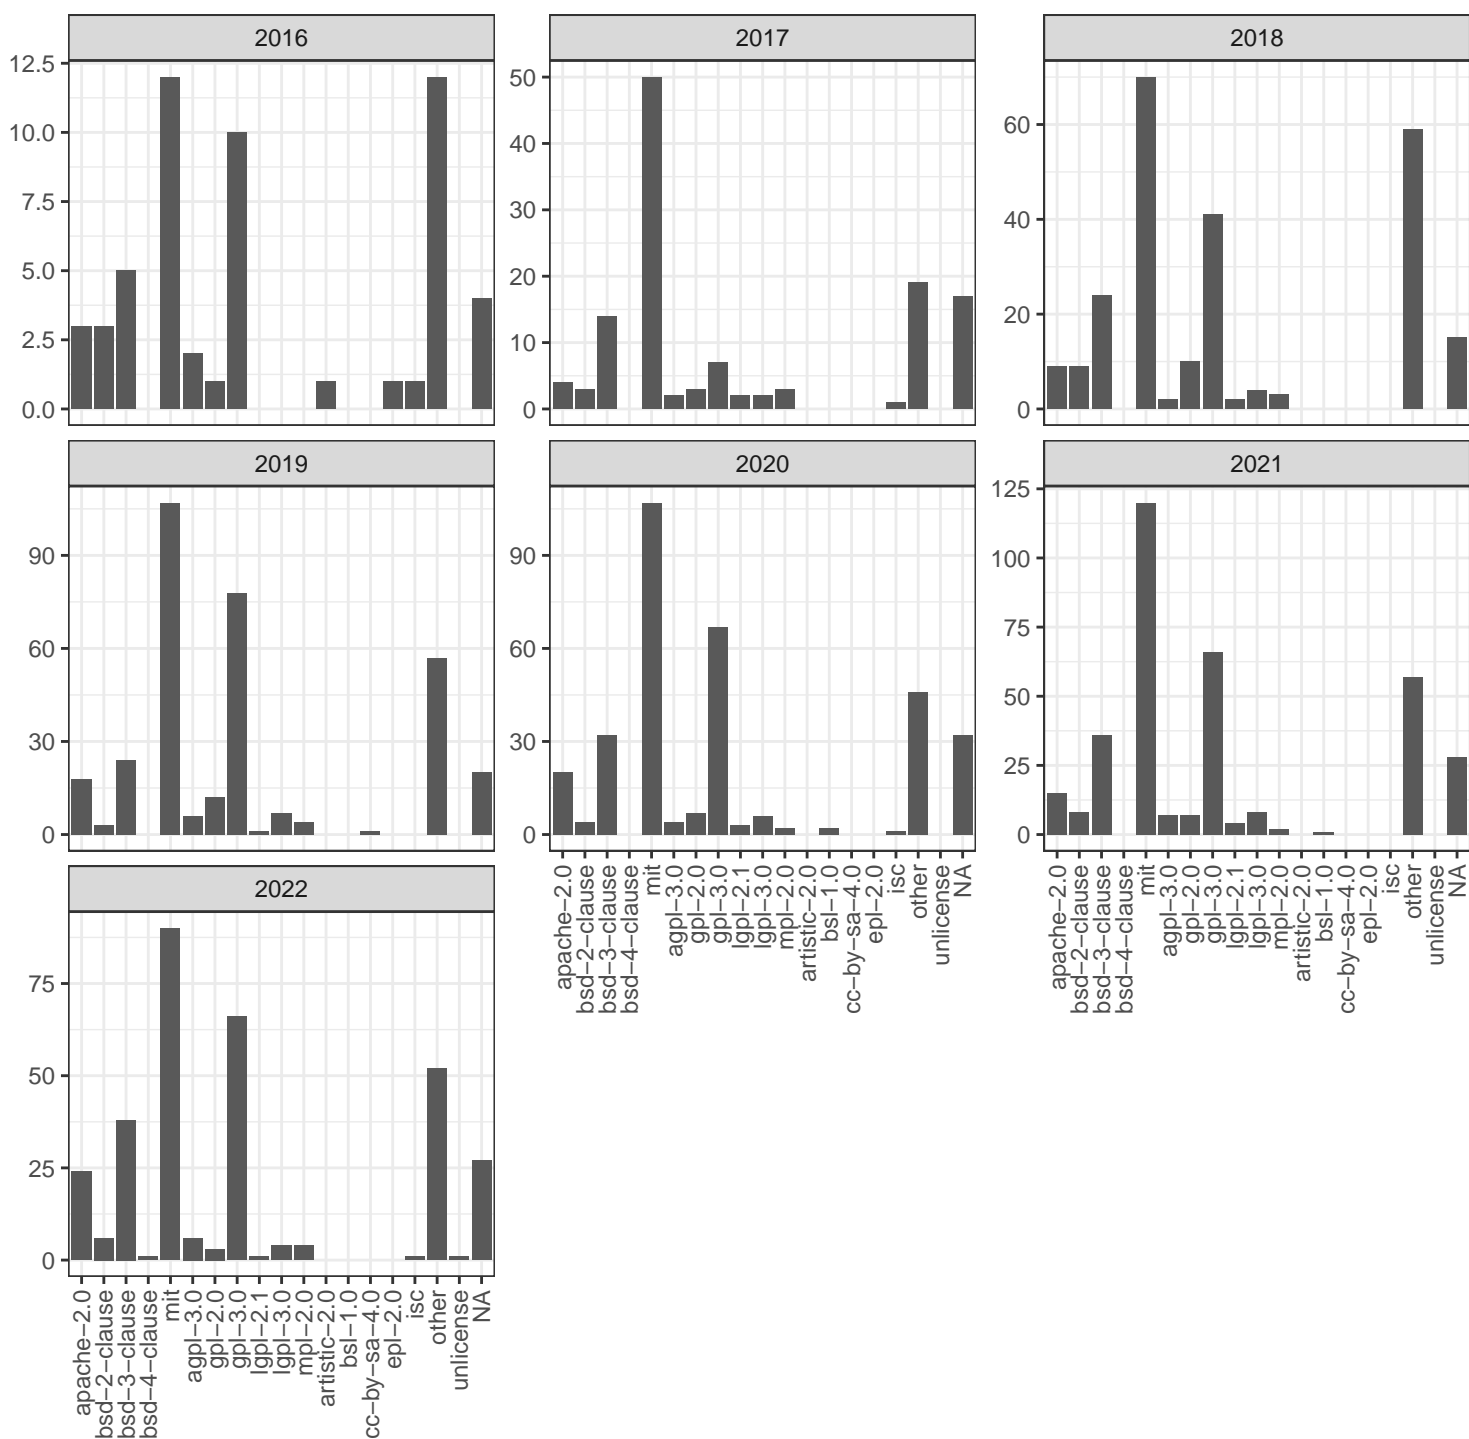 2016
12.5
10.0
7.5
5.0
2.5
0.0
2017
50
40
30
20
10
0
2018
60
40
20
0
2019
90
60
30
0
2020
90
60
30
0
apache−2.0
bsd−2−clause
bsd−3−clause
bsd−4−clause
mit
agpl−3.0
gpl−2.0
gpl−3.0
lgpl−2.1
lgpl−3.0
mpl−2.0
artistic−2.0
bsl−1.0
cc−by−sa−4.0
epl−2.0
isc
other
unlicense
NA
2021
125
100
75
50
25
0
apache−2.0
bsd−2−clause
bsd−3−clause
bsd−4−clause
mit
agpl−3.0
gpl−2.0
gpl−3.0
lgpl−2.1
lgpl−3.0
mpl−2.0
artistic−2.0
bsl−1.0
cc−by−sa−4.0
epl−2.0
isc
other
unlicense
NA
2022
75
50
25
0
apache−2.0
bsd−2−clause
bsd−3−clause
bsd−4−clause
mit
agpl−3.0
gpl−2.0
gpl−3.0
lgpl−2.1
lgpl−3.0
mpl−2.0
artistic−2.0
bsl−1.0
cc−by−sa−4.0
epl−2.0
isc
other
unlicense
NA